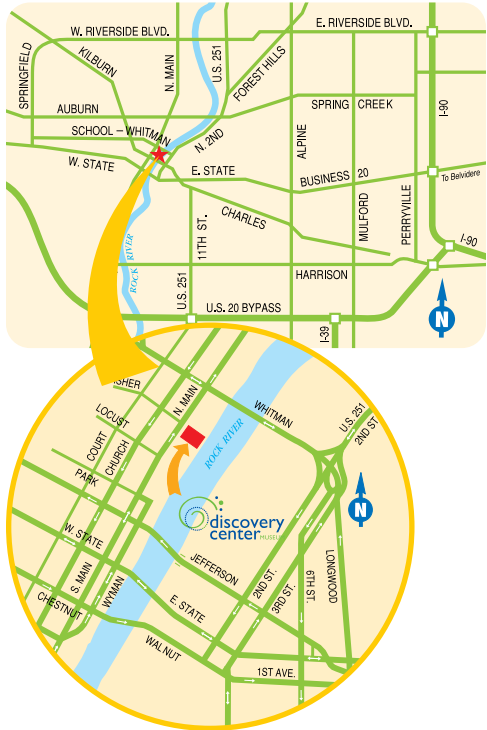 W. RIVERSIDE BLVD.
E. RIVERSIDE BLVD.
SPRINGFIELD
KILBURN
N. MAIN
U.S. 251
FOREST HILLS
AUBURN
SPRING CREEK
I-90
SCHOOL – WHITMAN
N. 2ND
W. STATE
E. STATE
ALPINE
BUSINESS 20
To Belvidere
CHARLES
11TH ST.
MULFORD
PERRYVILLE
I-90
ROCK RIVER
HARRISON
U.S. 251
U.S. 20 BYPASS
I-39
N
SHER
N. MAIN
LOCUST
WHITMAN
COURT
CHURCH
ROCK RIVER
U.S. 251
2ND ST.
PARK
N
discovery
center MUSEUM
W. STATE
JEFFERSON
S. MAIN
WYMAN
2ND ST.
3RD ST.
6TH ST.
LONGWOOD
CHESTNUT
E. STATE
WALNUT
1ST AVE.